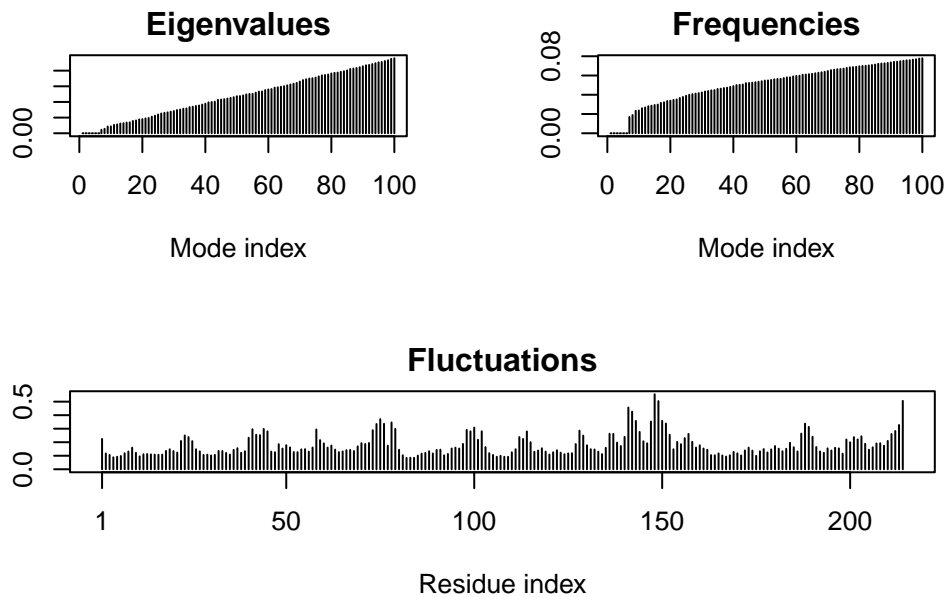 Eigenvalues
0.00
0 20 40 60 80 100
Mode index
Frequencies
0.08
0.00
0 20 40 60 80 100
Mode index
Fluctuations
0.5
0.0
1 50 100 150 200
Residue index